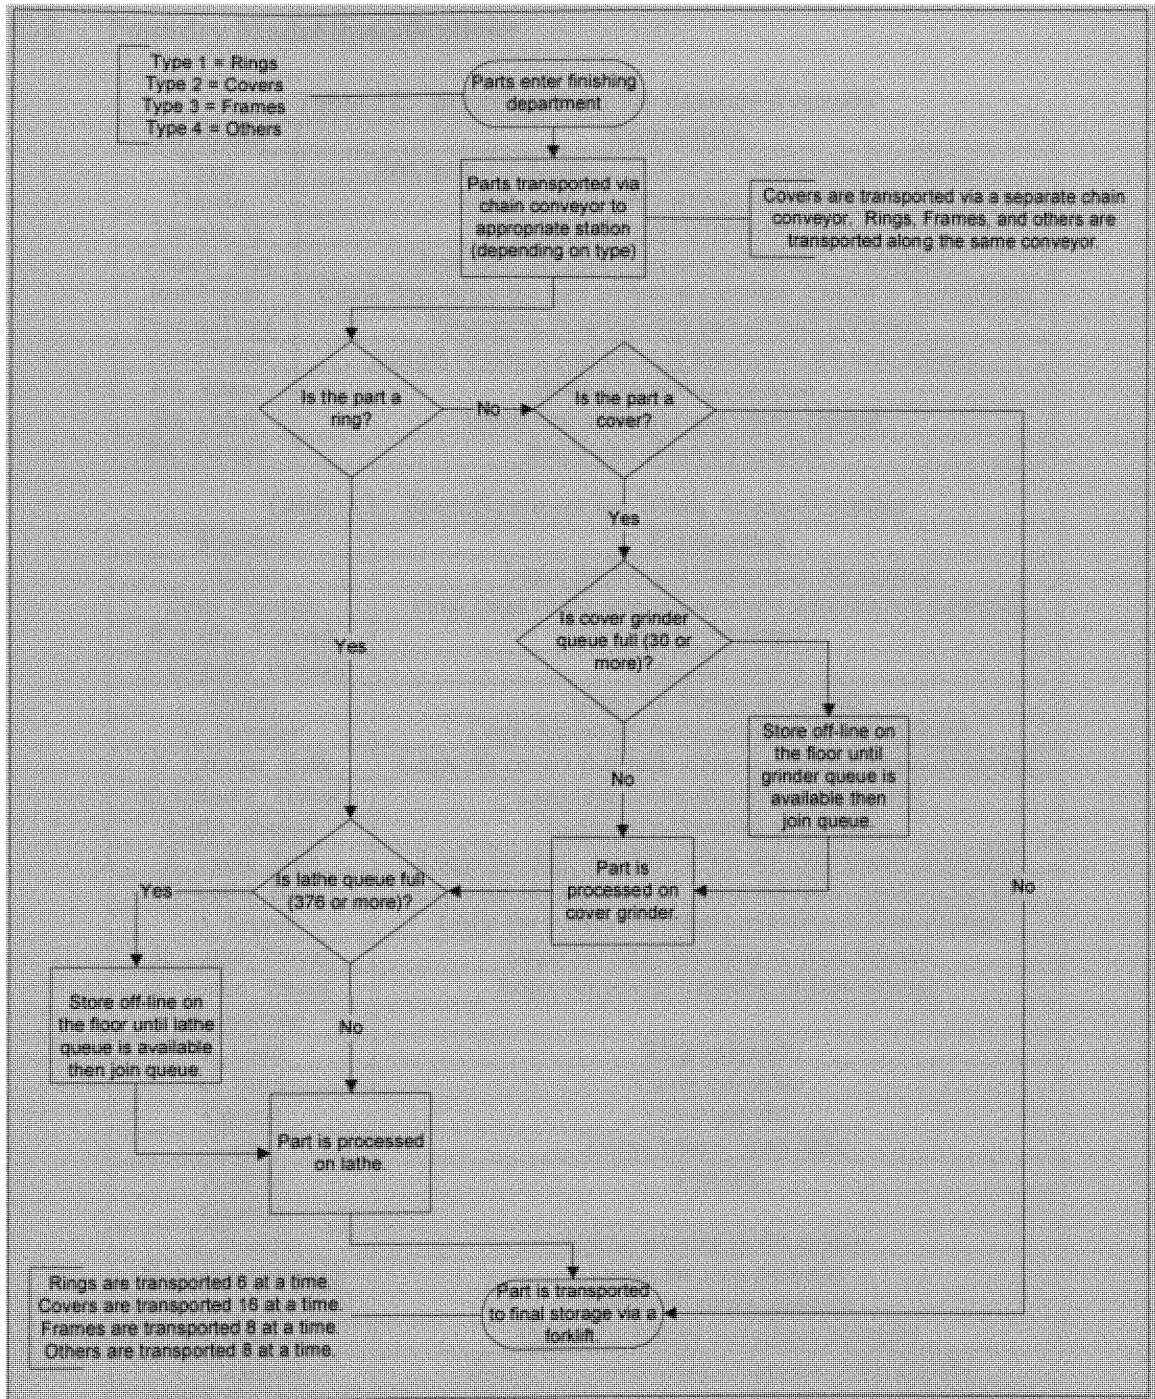 Type 1 = Rings
Type 2 = Covers
Type 3 = Frames
Type 4 = Others
Parts enter finishing
department
Parts transported via
chain conveyor to
appropriate station
(depending on type)
Covers are transported via a separate chain
conveyor. Rings, Frames, and others are
transported along the same conveyor.
Is the part a
ring?
No
Is the part a
cover?
Yes
Is cover grinder
queue full (30 or
more)?
Yes
Store off-line on
the floor until
grinder queue is
available then
join queue.
No
Part is
processed on
cover grinder.
No
Is lathe queue full
(376 or more)?
Yes
Store off-line on
the floor until lathe
queue is available
then join queue.
No
Part is processed
on lathe.
Rings are transported 6 at a time.
Covers are transported 16 at a time.
Frames are transported 8 at a time.
Others are transported 8 at a time.
Part is transported
to final storage via a
forklift.